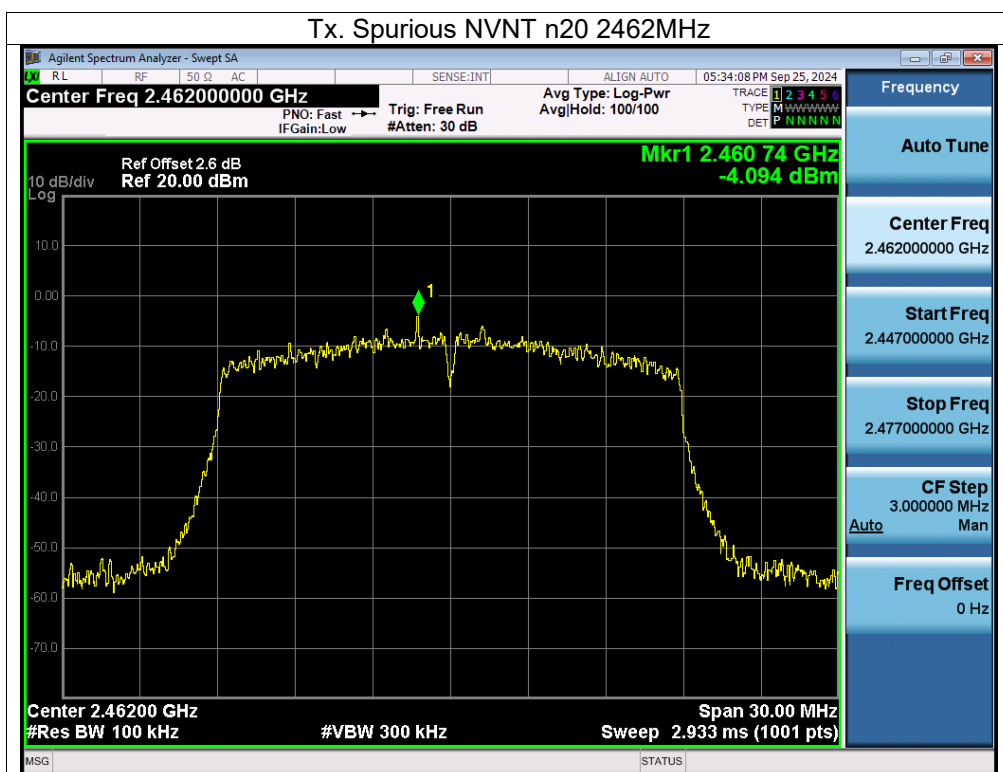 Tx. Spurious NVNT n20 2462MHz
Agilent Spectrum Analyzer - Swept SA
LXI RL RF 50 Ω AC SENSE:INT ALIGN AUTO 05:34:08 PM Sep 25, 2024
Center Freq 2.462000000 GHz
PNO: Fast
IFGain:Low
Trig: Free Run
#Atten: 30 dB
Avg Type: Log-Pwr
Avg|Hold: 100/100
TRACE 1 2 3 4 5 6
TYPE M WWWWW
DET P N N N N N
Mkr1 2.460 74 GHz
-4.094 dBm
Ref Offset 2.6 dB
10 dB/div Ref 20.00 dBm
Log
10.0
0.00
-10.0
-20.0
-30.0
-40.0
-50.0
-60.0
-70.0
1
Center 2.46200 GHz Span 30.00 MHz
#Res BW 100 kHz #VBW 300 kHz Sweep 2.933 ms (1001 pts)
MSG STATUS
Frequency
Auto Tune
Center Freq
2.462000000 GHz
Start Freq
2.447000000 GHz
Stop Freq
2.477000000 GHz
CF Step
3.000000 MHz
Auto Man
Freq Offset
0 Hz